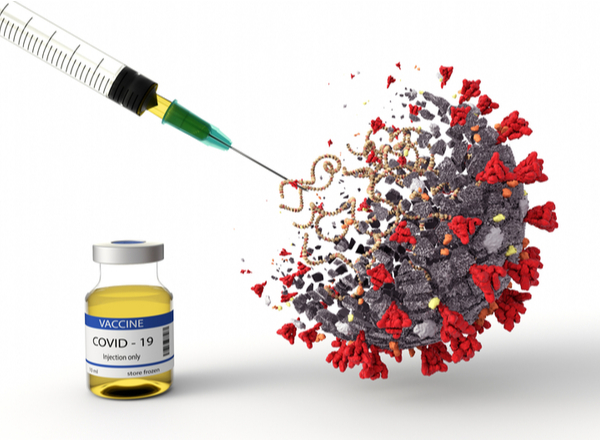 VACCINE
COVID - 19
injection only
store frozen